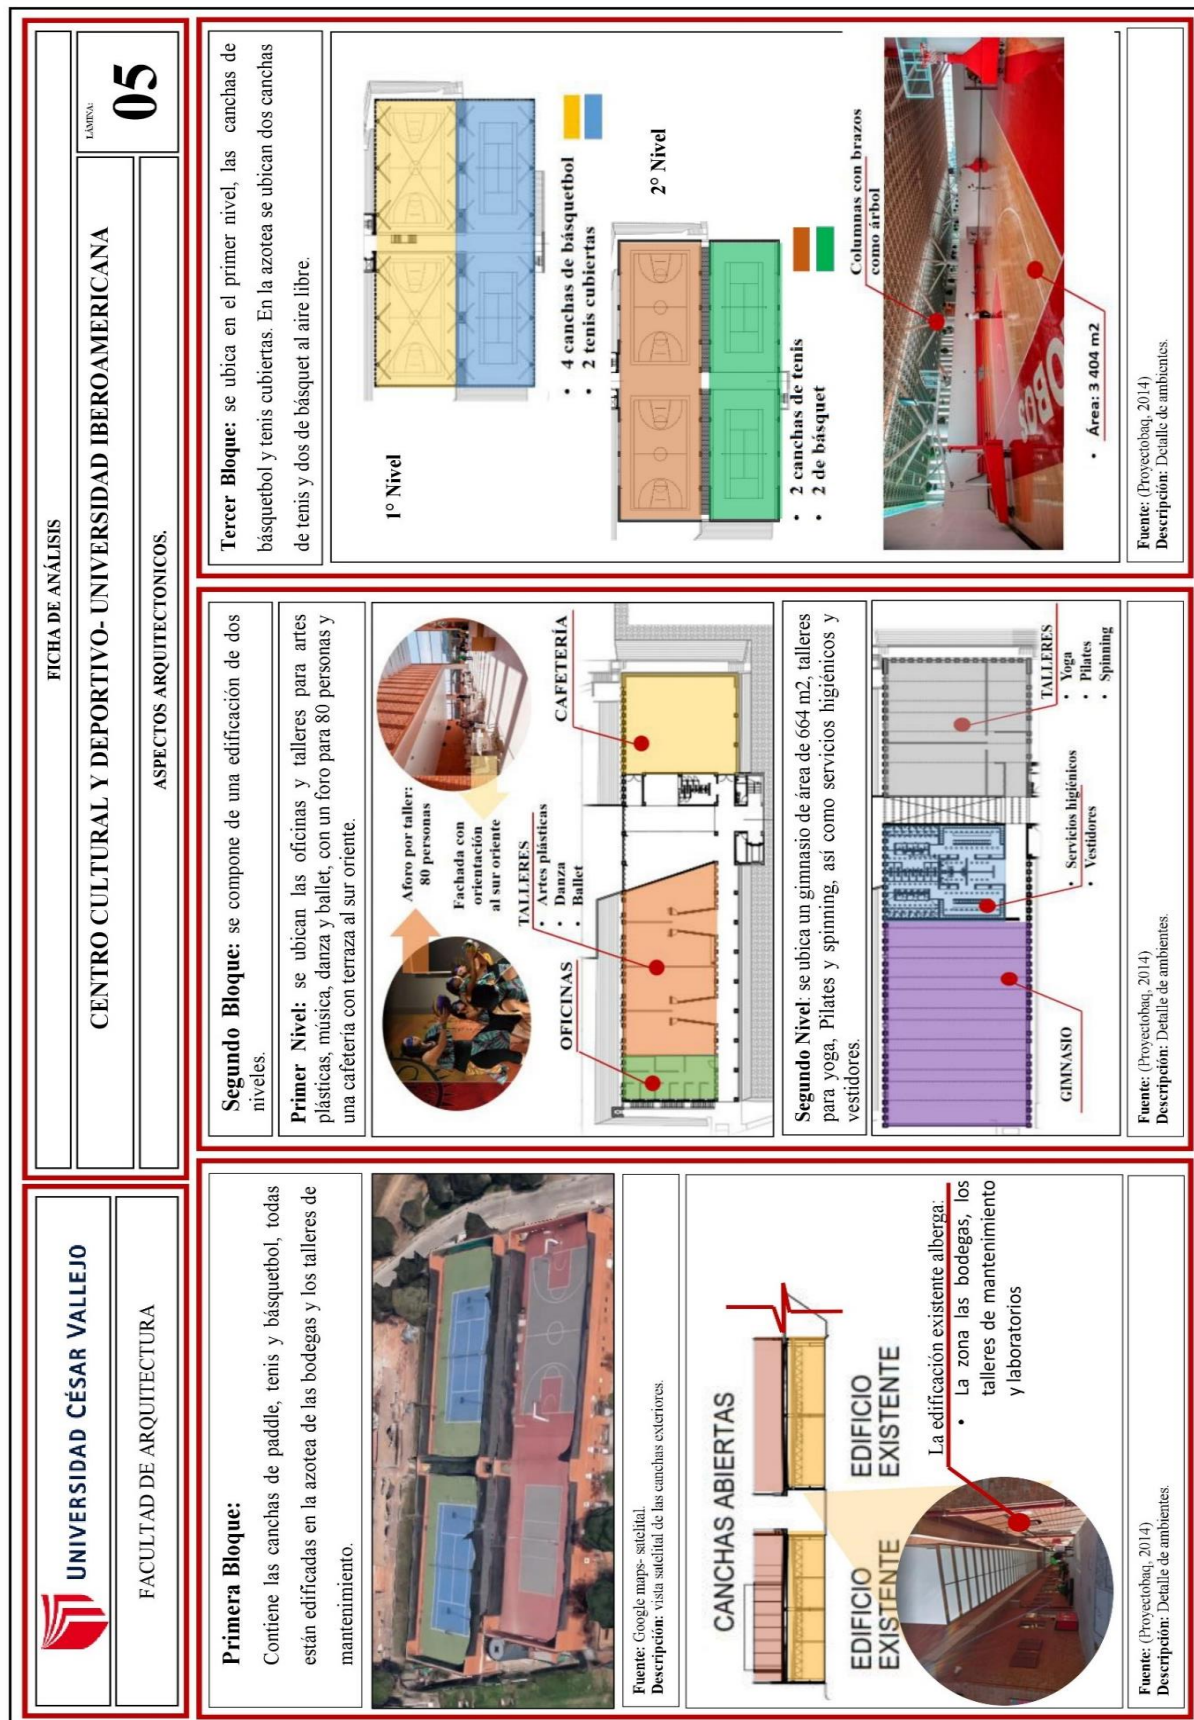 UNIVERSIDAD CÉSAR VALLEJO
FACULTAD DE ARQUITECTURA
FICHA DE ANÁLISIS
CENTRO CULTURAL Y DEPORTIVO- UNIVERSIDAD IBEROAMERICANA
ASPECTOS ARQUITECTONICOS.
LÁMINA:
05
Primera Bloque:
Contiene las canchas de paddle, tenis y básquetbol, todas
están edificadas en la azotea de las bodegas y los talleres de
mantenimiento.
Fuente: Google maps- satelital.
Descripción: vista satelital de las canchas exteriores.
CANCHAS ABIERTAS
EDIFICIO
EXISTENTE
EDIFICIO
EXISTENTE
La edificación existente alberga:
• La zona las bodegas, los
talleres de mantenimiento
y laboratorios
Fuente: (Proyectobaq, 2014)
Descripción: Detalle de ambientes.
Segundo Bloque: se compone de una edificación de dos
niveles.
Primer Nivel: se ubican las oficinas y talleres para artes
plásticas, música, danza y ballet, con un foro para 80 personas y
una cafetería con terraza al sur oriente.
Aforo por taller:
80 personas
Fachada con
orientación
al sur oriente
OFICINAS
TALLERES
• Artes plásticas
• Danza
• Ballet
CAFETERÍA
Segundo Nivel: se ubica un gimnasio de área de 664 m2, talleres
para yoga, Pilates y spinning, así como servicios higiénicos y
vestidores.
GIMNASIO
• Servicios higiénicos
• Vestidores
TALLERES
• Yoga
• Pilates
• Spinning
Fuente: (Proyectobaq, 2014)
Descripción: Detalle de ambientes.
Tercer Bloque: se ubica en el primer nivel, las canchas de
básquetbol y tenis cubiertas. En la azotea se ubican dos canchas
de tenis y dos de básquet al aire libre.
1° Nivel
• 4 canchas de básquetbol
• 2 tenis cubiertas
2° Nivel
• 2 canchas de tenis
• 2 de básquet
Columnas con brazos
como árbol
• Área: 3 404 m2
OBOS
Fuente: (Proyectobaq, 2014)
Descripción: Detalle de ambientes.